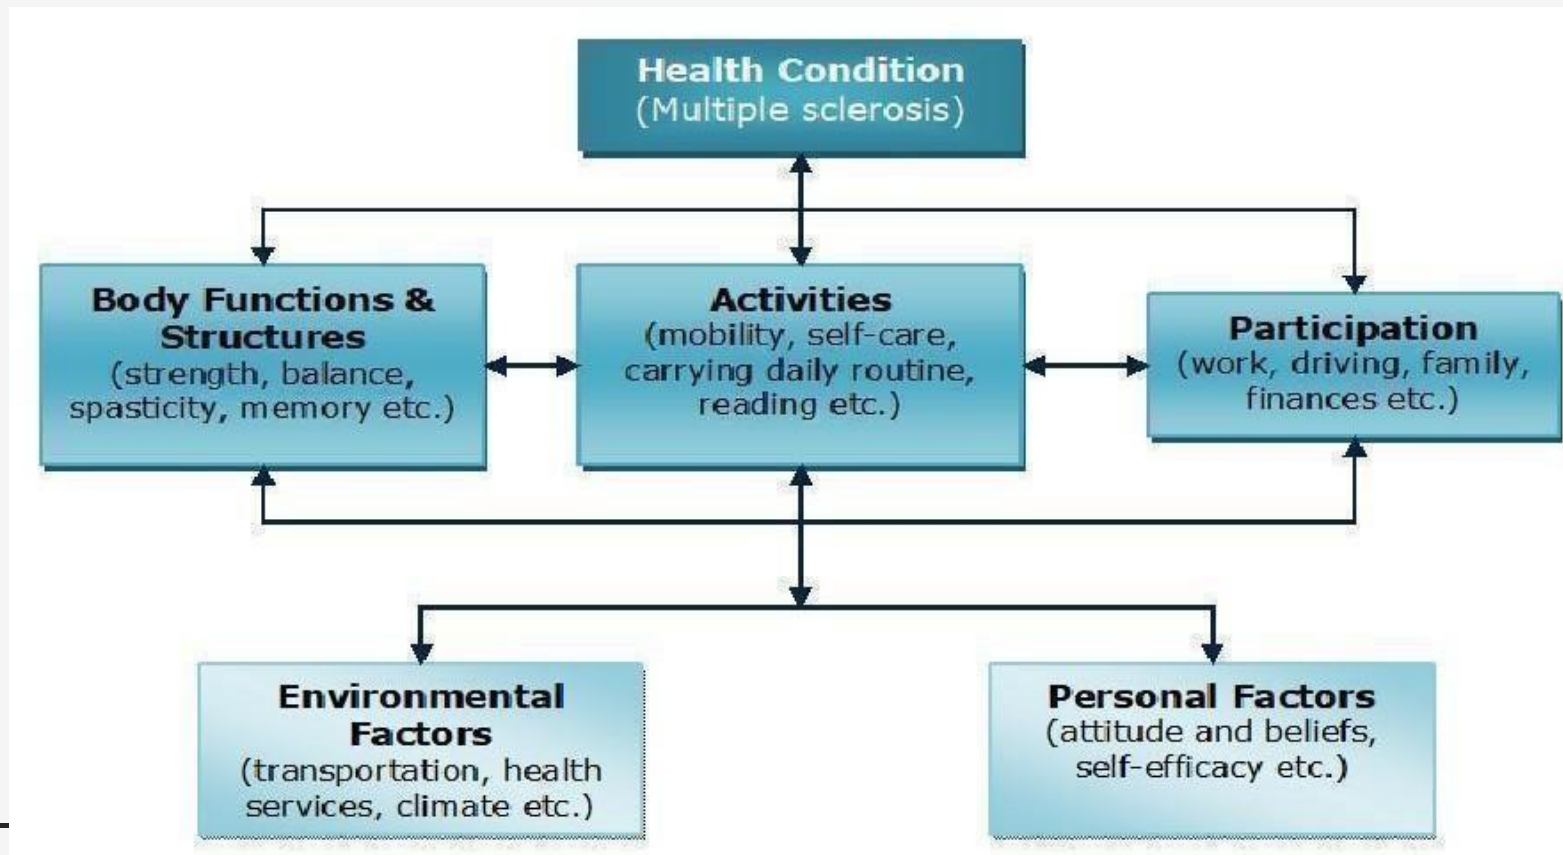 Health Condition
(Multiple sclerosis)
Body Functions &
Structures
(strength, balance,
spasticity, memory etc.)
Activities
(mobility, self-care,
carrying daily routine,
reading etc.)
Participation
(work, driving, family,
finances etc.)
Environmental
Factors
(transportation, health
services, climate etc.)
Personal Factors
(attitude and beliefs,
self-efficacy etc.)